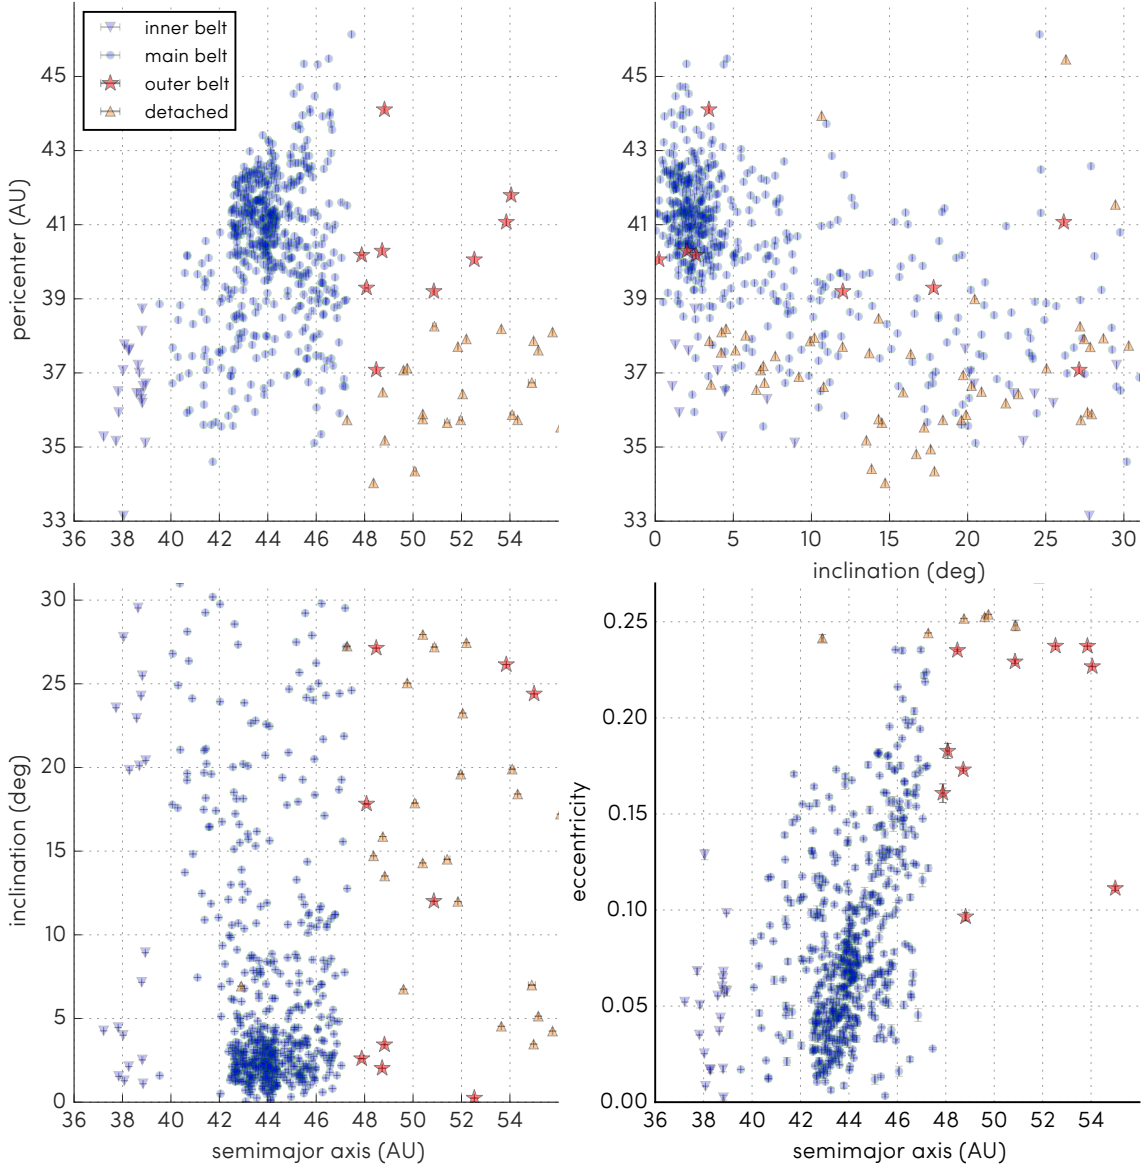 inner belt
main belt
outer belt
detached
45
43
41
39
37
35
33
pericenter (AU)
36 38 40 42 44 46 48 50 52 54
45
43
41
39
37
35
33
0 5 10 15 20 25 30
inclination (deg)
30
25
20
15
10
5
0
inclination (deg)
36 38 40 42 44 46 48 50 52 54
semimajor axis (AU)
0.25
0.20
0.15
0.10
0.05
0.00
eccentricity
36 38 40 42 44 46 48 50 52 54
semimajor axis (AU)